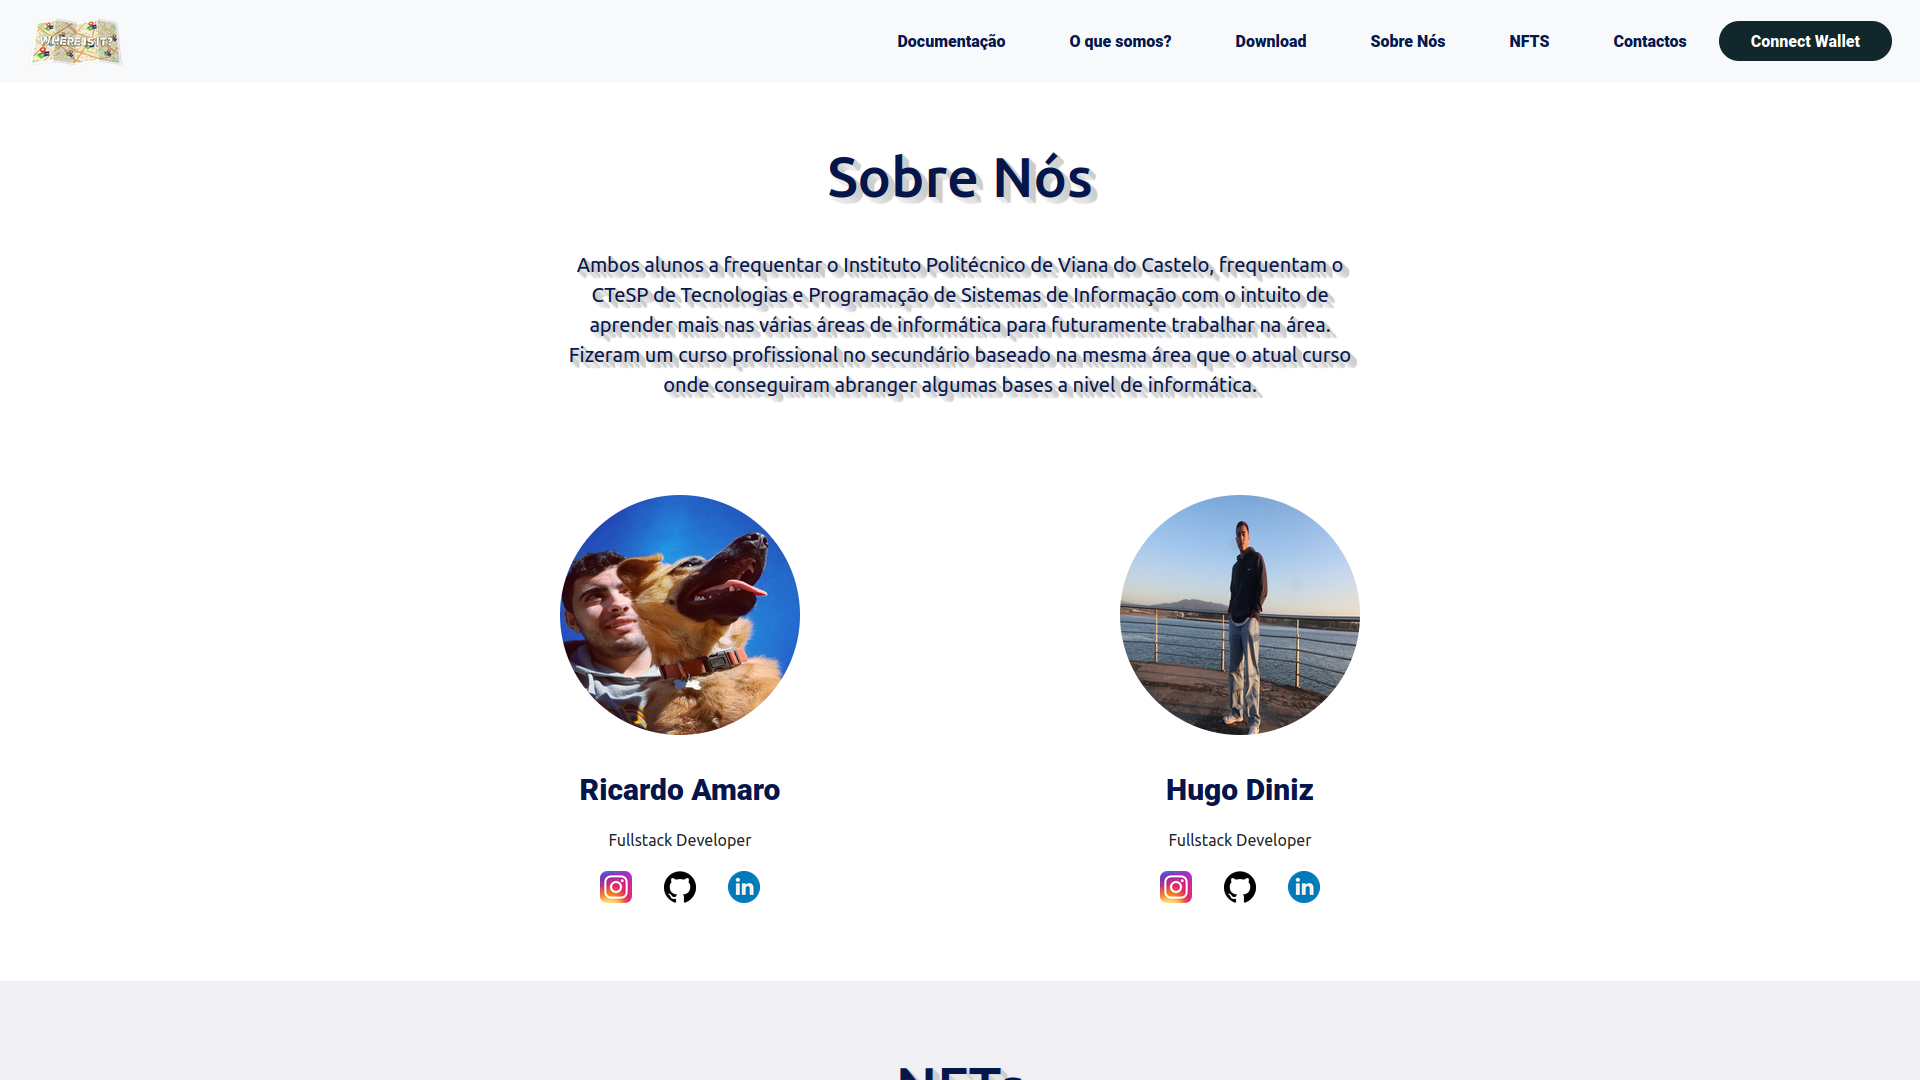 WHERE IS IT?
Documentação
O que somos?
Download
Sobre Nós
NFTS
Contactos
Connect Wallet
Sobre Nós
Ambos alunos a frequentar o Instituto Politécnico de Viana do Castelo, frequentam o
CTeSP de Tecnologias e Programação de Sistemas de Informação com o intuito de
aprender mais nas várias áreas de informática para futuramente trabalhar na área.
Fizeram um curso profissional no secundário baseado na mesma área que o atual curso
onde conseguiram abranger algumas bases a nivel de informática.
Ricardo Amaro
Hugo Diniz
Fullstack Developer
Fullstack Developer
in
in
NFTs